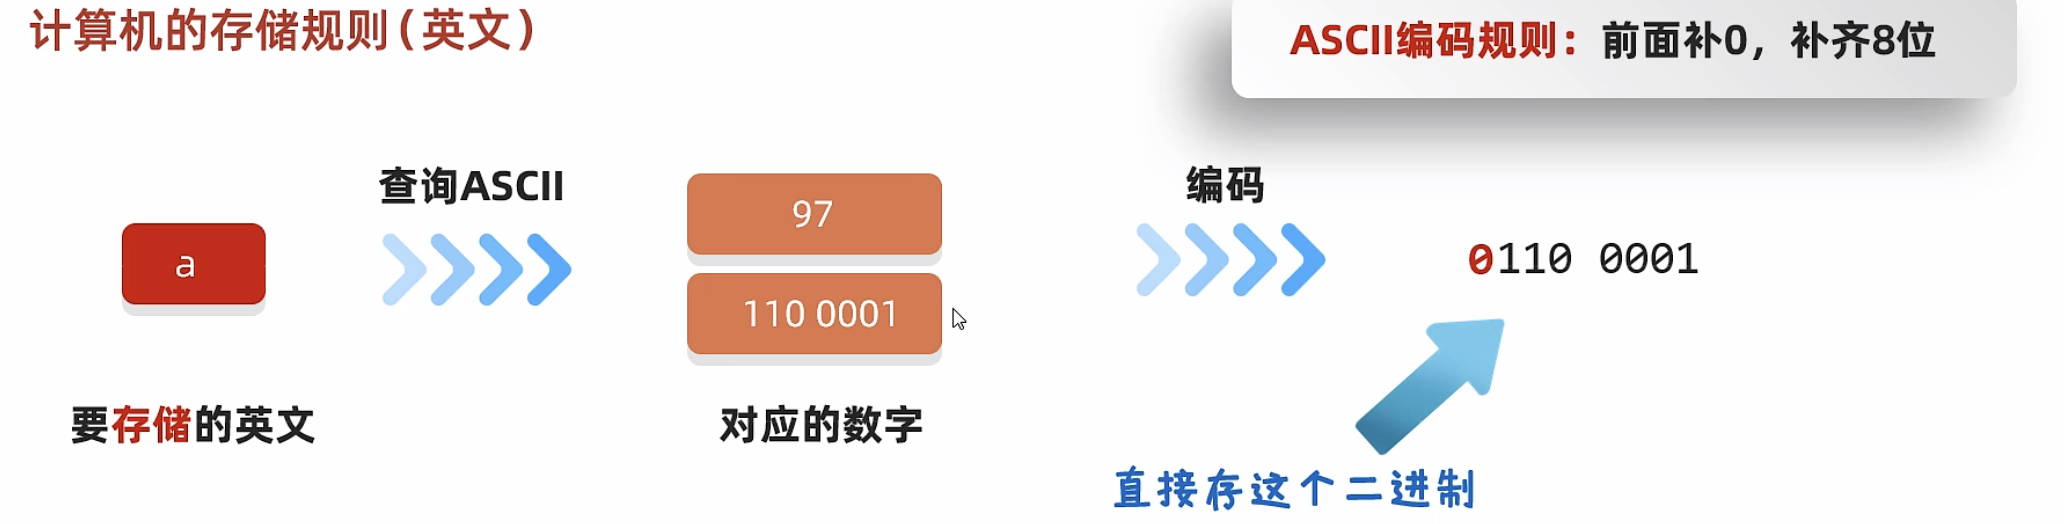 计算机的存储规则(英文)
ASCII编码规则：前面补0，补齐8位
查询ASCII
编码
a
97
110 0001
0110 0001
要存储的英文
对应的数字
直接存这个二进制